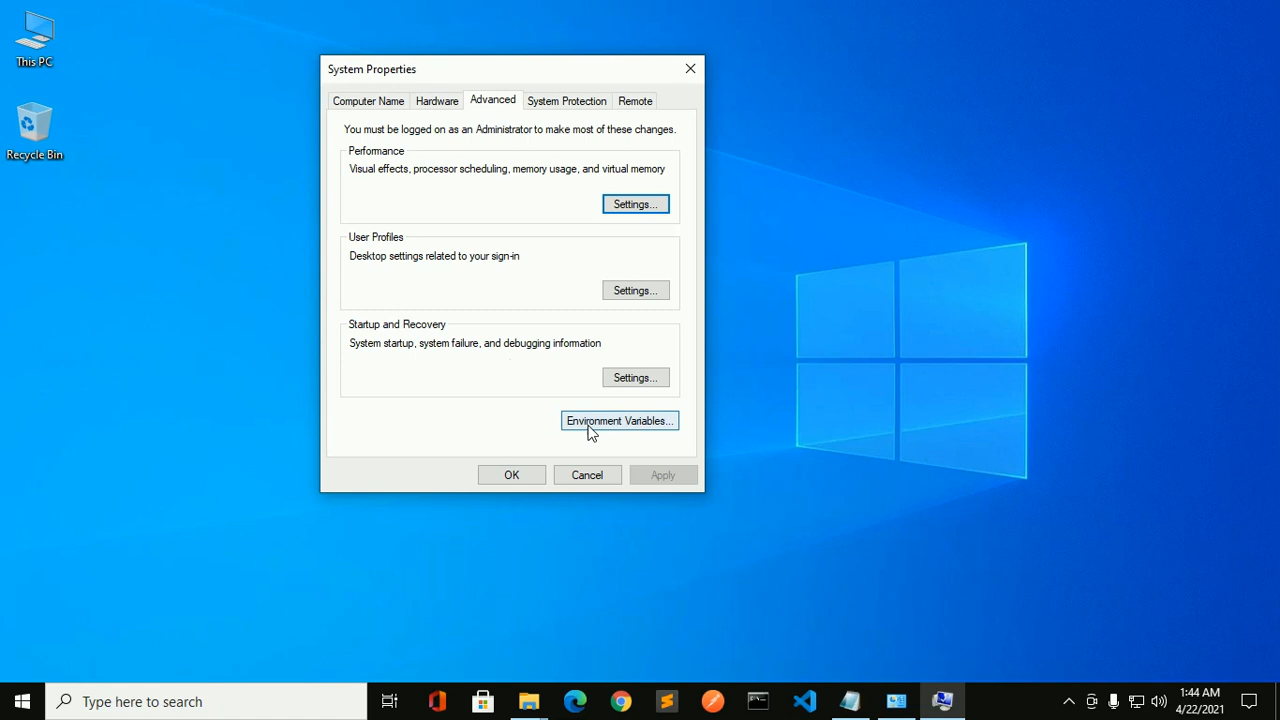 This PC
Recycle Bin
System Properties
Computer Name
Hardware
Advanced
System Protection
Remote
You must be logged on as an Administrator to make most of these changes.
Performance
Visual effects, processor scheduling, memory usage, and virtual memory
Settings...
User Profiles
Desktop settings related to your sign-in
Settings...
Startup and Recovery
System startup, system failure, and debugging information
Settings...
Environment Variables...
OK
Cancel
Apply
Type here to search
1:44 AM
4/22/2021